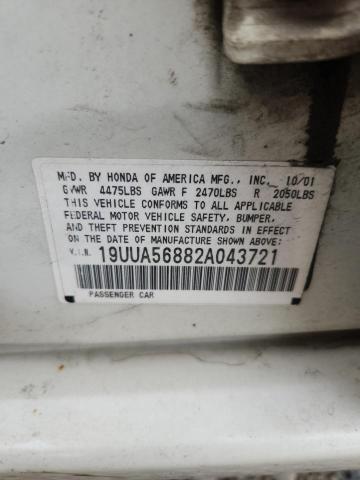 MFD. BY HONDA OF AMERICA MFG., INC. 10/01
GVWR 4475LBS GAWR F 2470LBS R 2050LBS
THIS VEHICLE CONFORMS TO ALL APPLICABLE
FEDERAL MOTOR VEHICLE SAFETY, BUMPER,
AND THEFT PREVENTION STANDARDS IN EFFECT
ON THE DATE OF MANUFACTURE SHOWN ABOVE.
V.I.N. 19UUA56882A043721
PASSENGER CAR